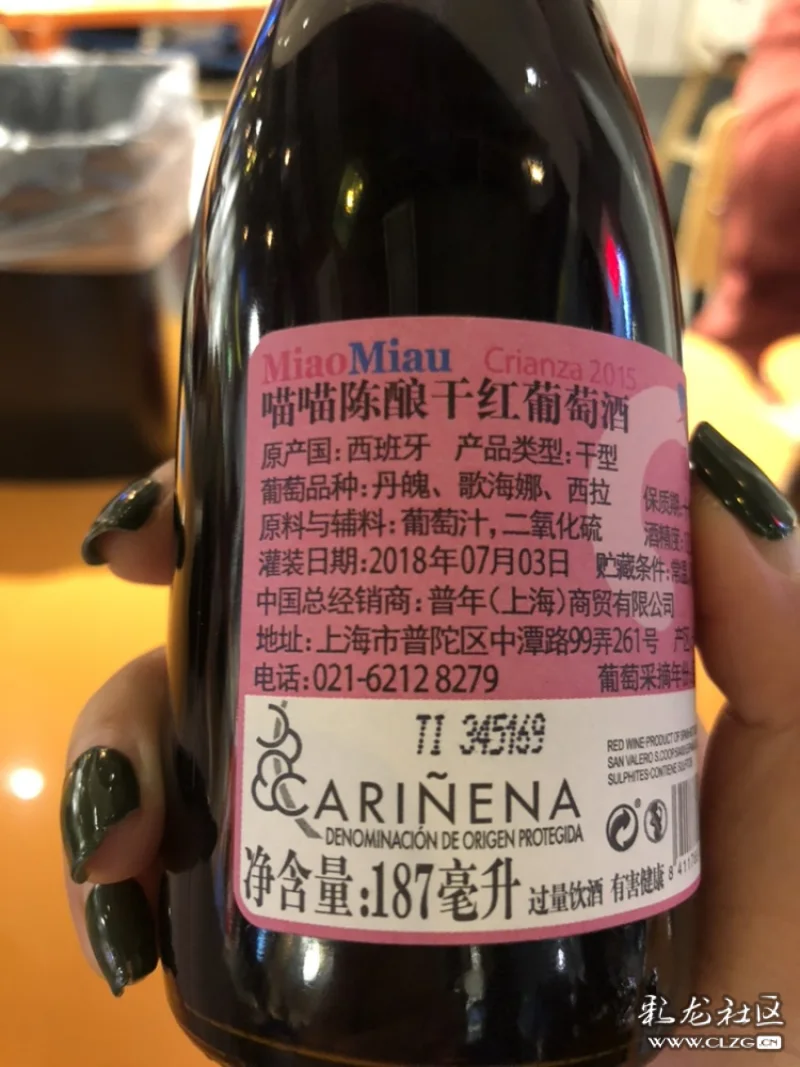 MiaoMiau Crianza 2015
喵喵陈酿干红葡萄酒
原产国:西班牙 产品类型:干型
葡萄品种:丹魄、歌海娜、西拉
保质期:
原料与辅料:葡萄汁,二氧化硫
酒精度:
灌装日期:2018年07月03日 贮藏条件:常温
中国总经销商:普年(上海)商贸有限公司
地址:上海市普陀区中潭路99弄261号
电话:021-6212 8279 葡萄采摘年份
TI 345169
RED WINE-PRODUCT OF
SAN VALERO S.COOP
SULPHITES-CONTIENE
CARIÑENA
DENOMINACIÓN DE ORIGEN PROTEGIDA
净含量:187毫升 过量饮酒 有害健康
8 411
彩龙社区
WWW.CLZG.CN